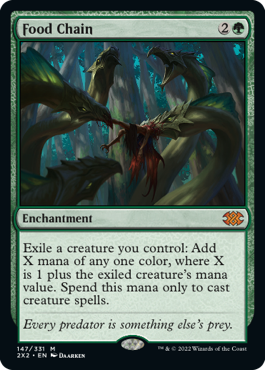 Food Chain 2
Enchantment
Exile a creature you control: Add
X mana of any one color, where X
is 1 plus the exiled creature's mana
value. Spend this mana only to cast
creature spells.
Every predator is something else's prey.
147/331 M
2X2 • EN DAARKEN
™ & © 2022 Wizards of the Coast